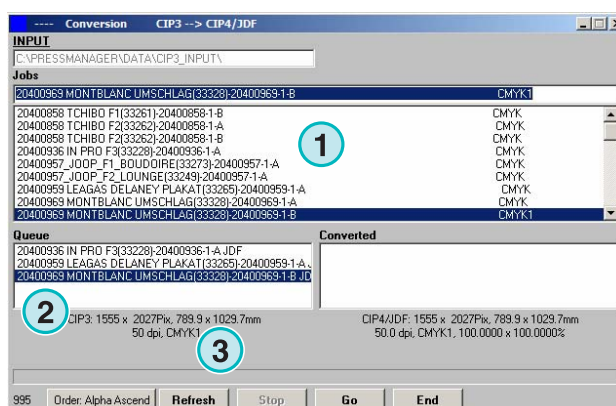 ---- Conversion CIP3 --> CIP4/JDF
INPUT
C:\PRESSMANAGER\DATA\CIP3_INPUT\
Jobs
20400969 MONTBLANC UMSCHLAG(33328)-20400969-1-B CMYK1
20400858 TCHIBO F1(33261)-20400858-1-B CMYK
20400858 TCHIBO F2(33262)-20400858-1-A CMYK
20400858 TCHIBO F2(33262)-20400858-1-B CMYK
20400936 IN PRO F3(33228)-20400936-1-A CMYK
20400957_JOOP_F1_BOUDOIRE(33273)-20400957-1-A CMYK
20400957_JOOP_F2_LOUNGE(33249)-20400957-1-A CMYK
20400959 LEAGAS DELANEY PLAKAT(33265)-20400959-1-A CMYK
20400969 MONTBLANC UMSCHLAG(33328)-20400969-1-A CMYK
20400969 MONTBLANC UMSCHLAG(33328)-20400969-1-B CMYK1
1
Queue Converted
20400936 IN PRO F3(33228)-20400936-1-A JDF
20400959 LEAGAS DELANEY PLAKAT(33265)-20400959-1-A
20400969 MONTBLANC UMSCHLAG(33328)-20400969-1-B JD
2
CIP3: 1555 x 2027Pix, 789.9 x 1029.7mm CIP4/JDF: 1555 x 2027Pix, 789.9 x 1029.7mm
50 dpi, CMYK1 50.0 dpi, CMYK1, 100.0000 x 100.0000%
3
995 Order: Alpha Ascend Refresh Stop Go End